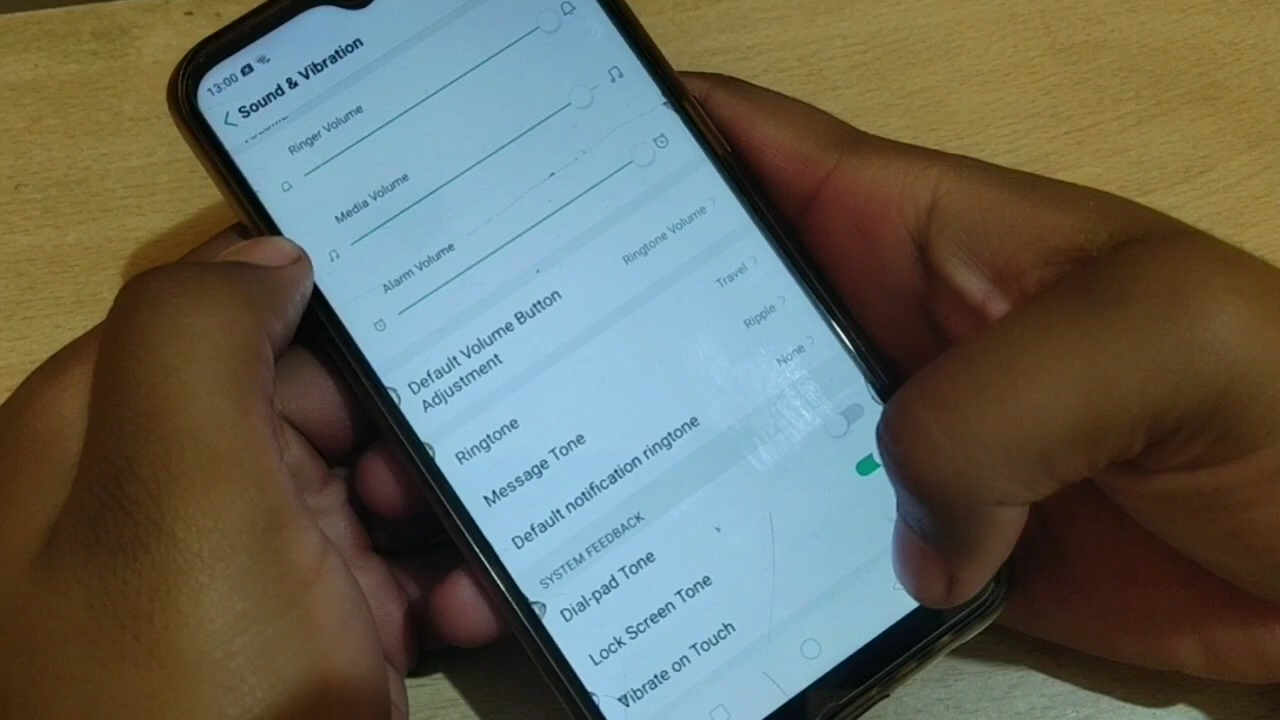 13:00
Sound & Vibration
Ringer Volume
Media Volume
Alarm Volume
Default Volume Button
Adjustment
Ringtone Volume
Ringtone
Travel
Message Tone
Ripple
Default notification ringtone
None
SYSTEM FEEDBACK
Dial-pad Tone
Lock Screen Tone
Vibrate on Touch